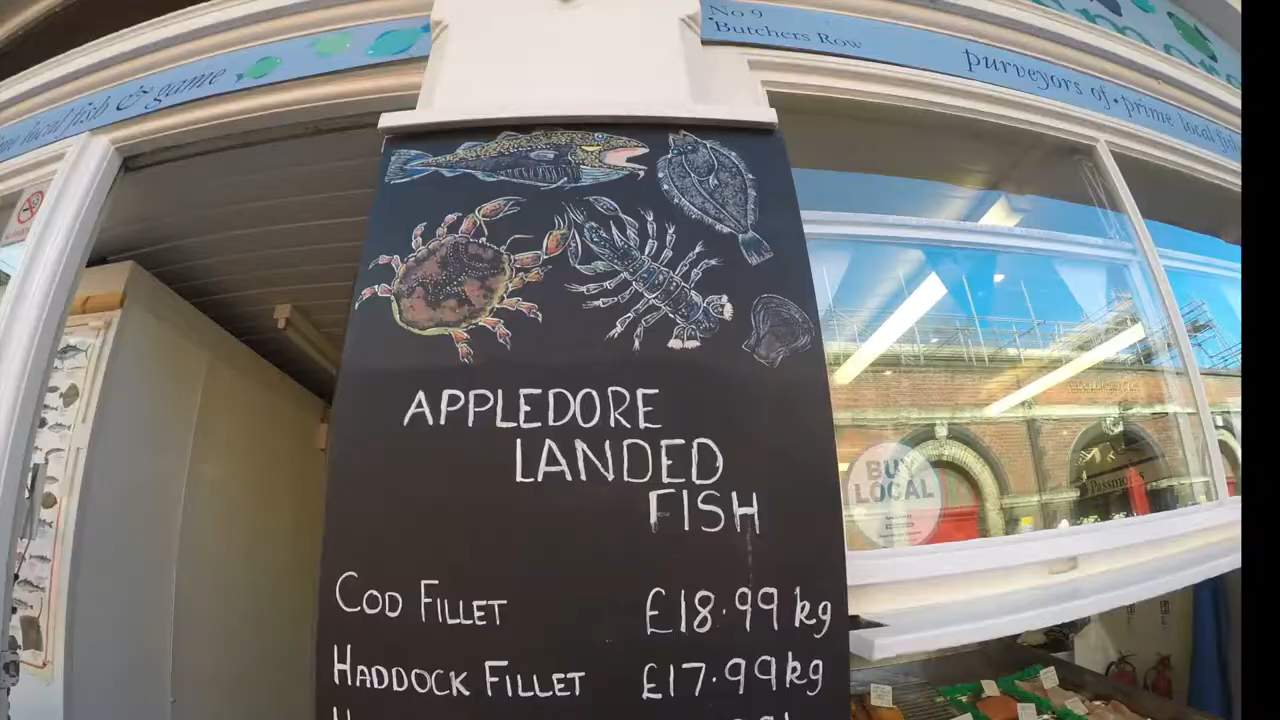 local fish & game
No 9
Butchers Row
purveyors of · prime local fish
APPLEDORE
LANDED
FISH
BUY
LOCAL
Passmore
COD FILLET £18.99 kg
HADDOCK FILLET £17.99 kg